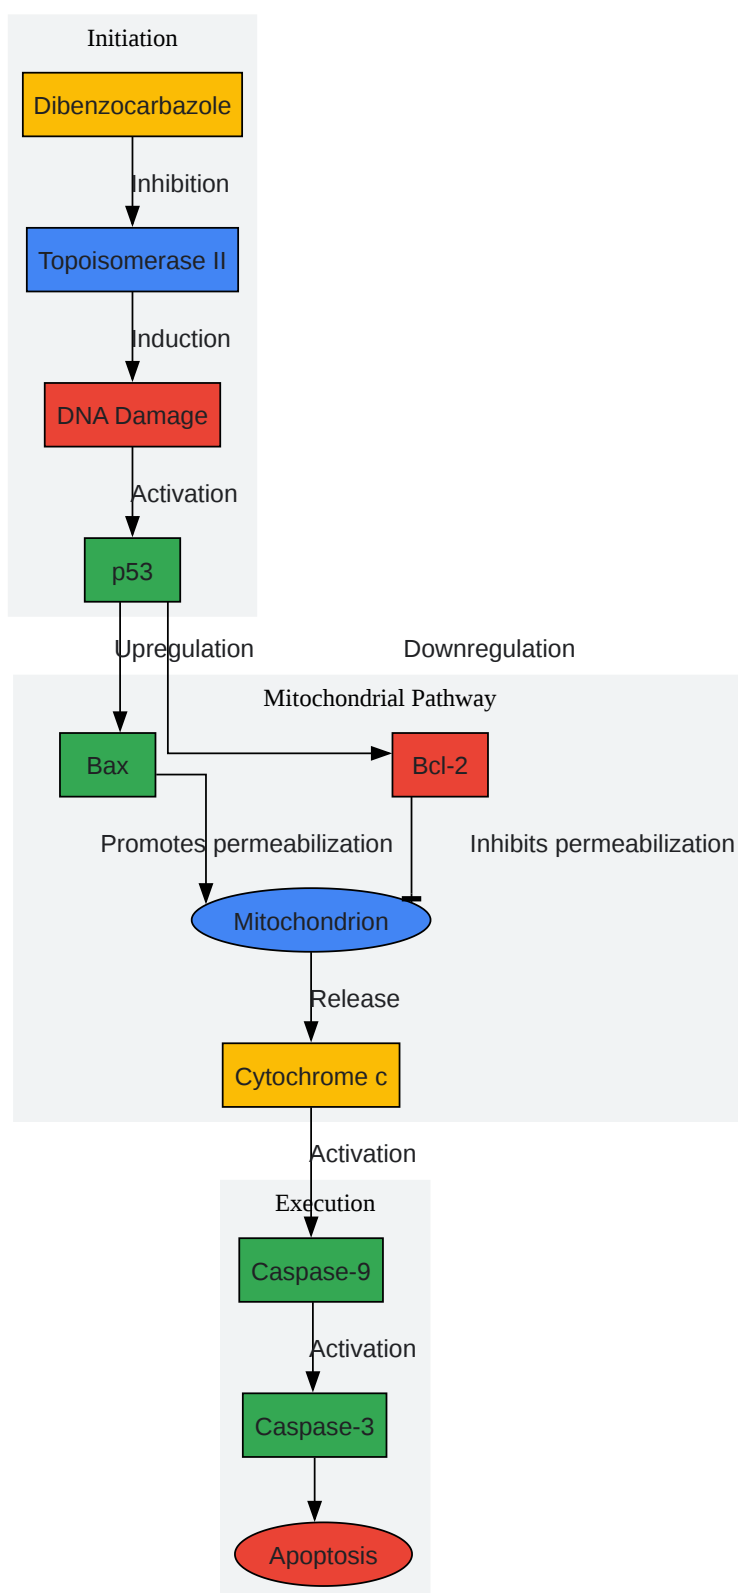 Initiation
Dibenzocarbazole
Inhibition
Topoisomerase II
Induction
DNA Damage
Activation
p53
Upregulation
Downregulation
Mitochondrial Pathway
Bax
Bcl-2
Promotes permeabilization
Inhibits permeabilization
Mitochondrion
Release
Cytochrome c
Activation
Execution
Caspase-9
Activation
Caspase-3
Apoptosis